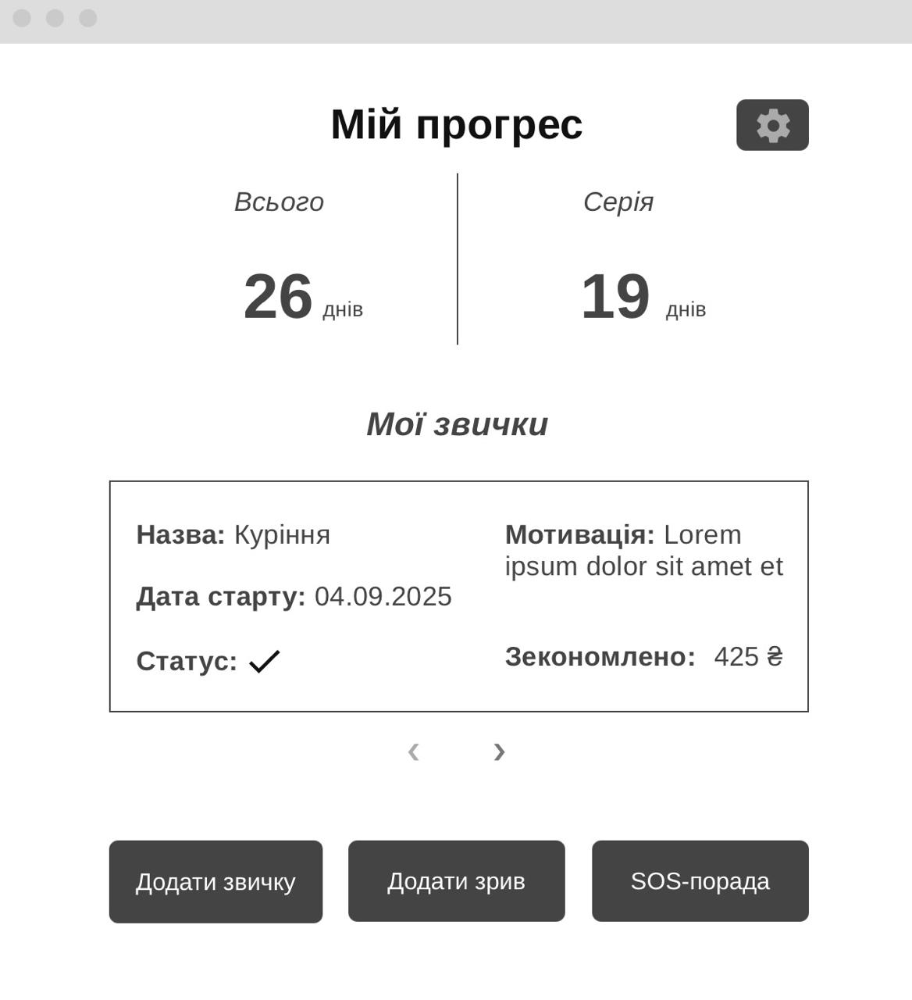 Мій прогрес
Всього
Серія
26 днів
19 днів
Мої звички
Назва: Куріння
Дата старту: 04.09.2025
Статус:
Мотивація: Lorem
ipsum dolor sit amet et
Зекономлено: 425 ₴
‹ ›
Додати звичку
Додати зрив
SOS-порада